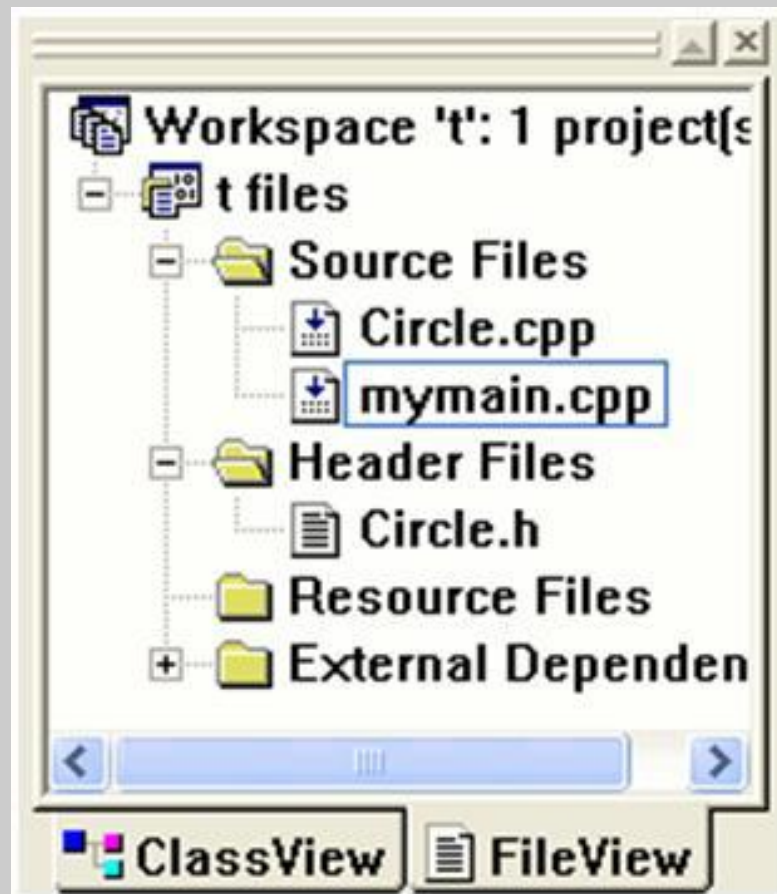 Workspace 't': 1 project(s
t files
Source Files
Circle.cpp
mymain.cpp
Header Files
Circle.h
Resource Files
External Dependen
ClassView
FileView